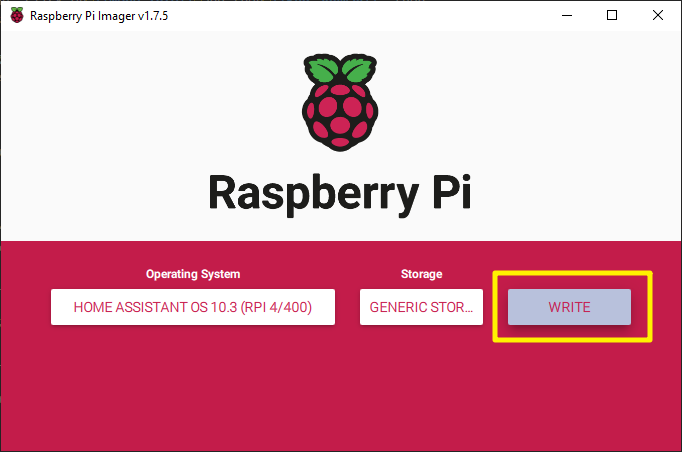 Raspberry Pi Imager v1.7.5
Raspberry Pi
Operating System
Storage
HOME ASSISTANT OS 10.3 (RPI 4/400)
GENERIC STOR...
WRITE